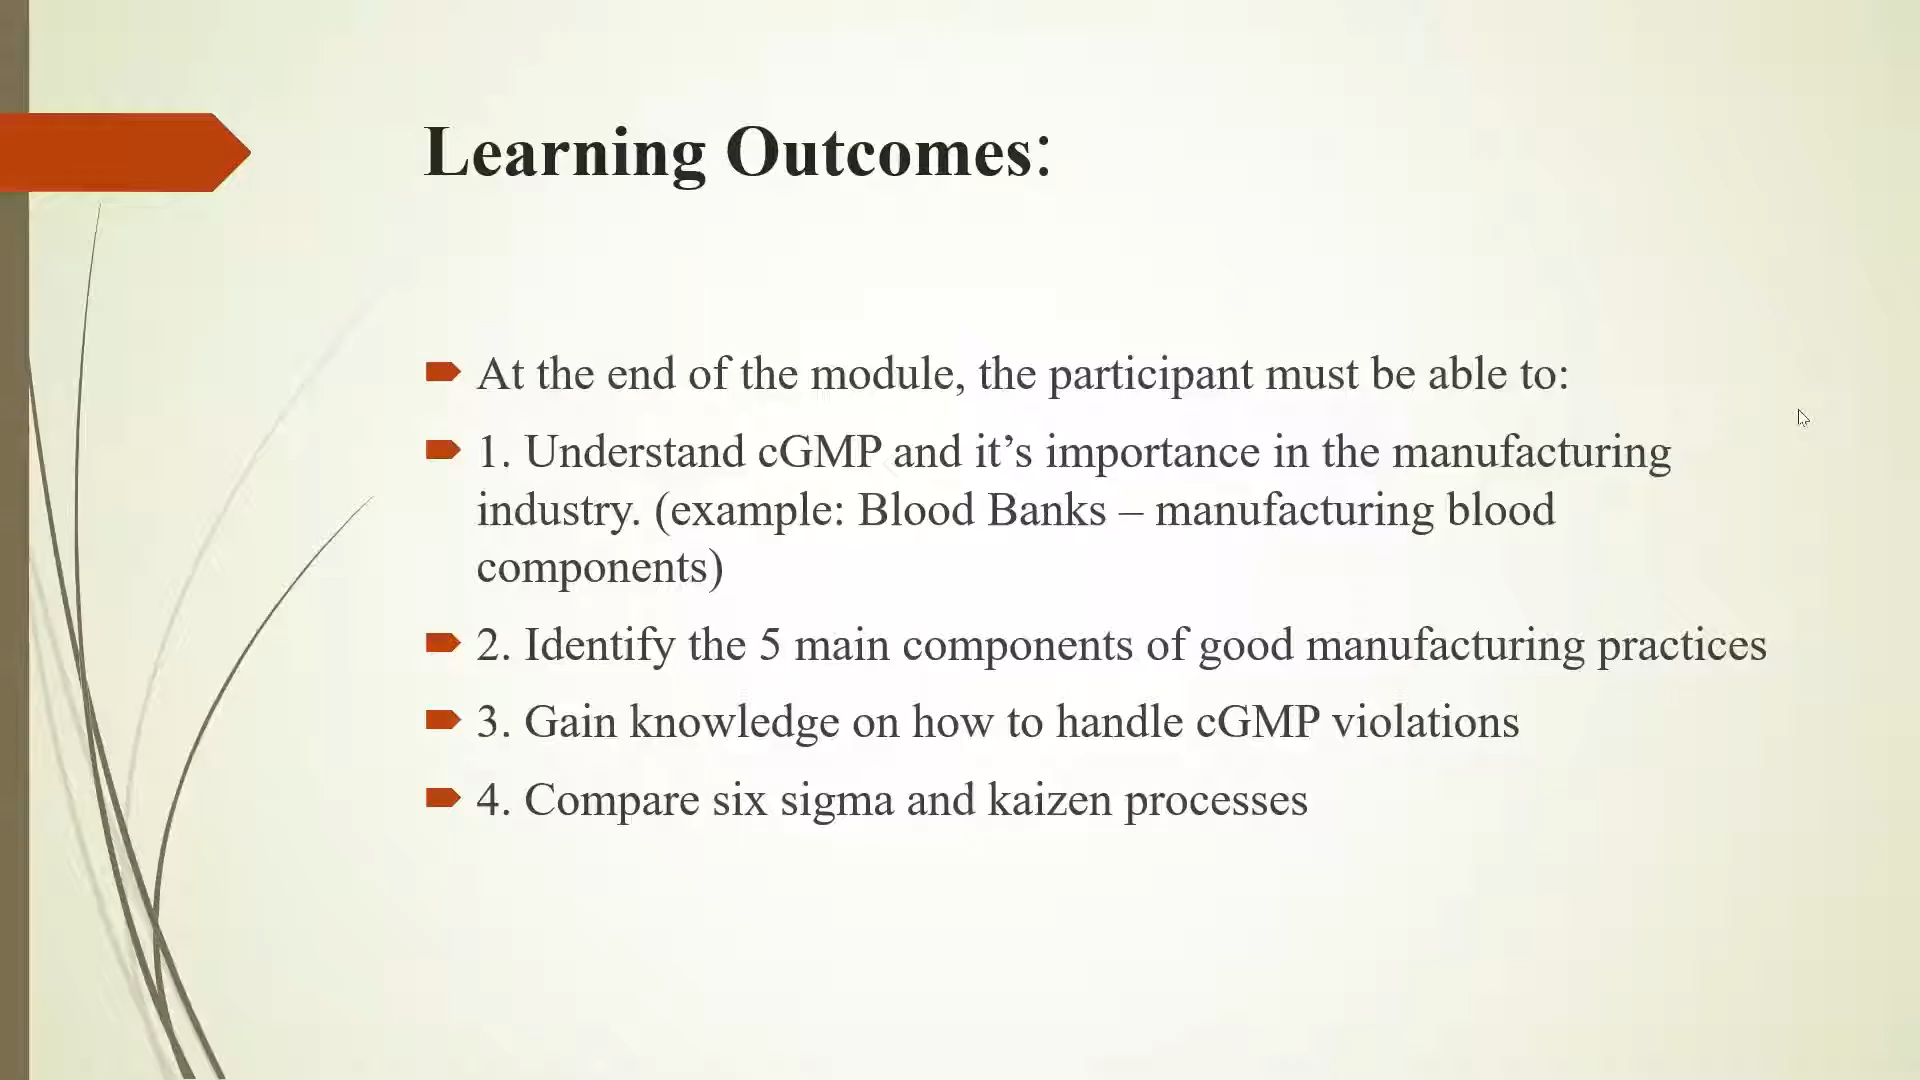 Learning Outcomes:
At the end of the module, the participant must be able to:
1. Understand cGMP and it’s importance in the manufacturing
industry. (example: Blood Banks – manufacturing blood
components)
2. Identify the 5 main components of good manufacturing practices
3. Gain knowledge on how to handle cGMP violations
4. Compare six sigma and kaizen processes